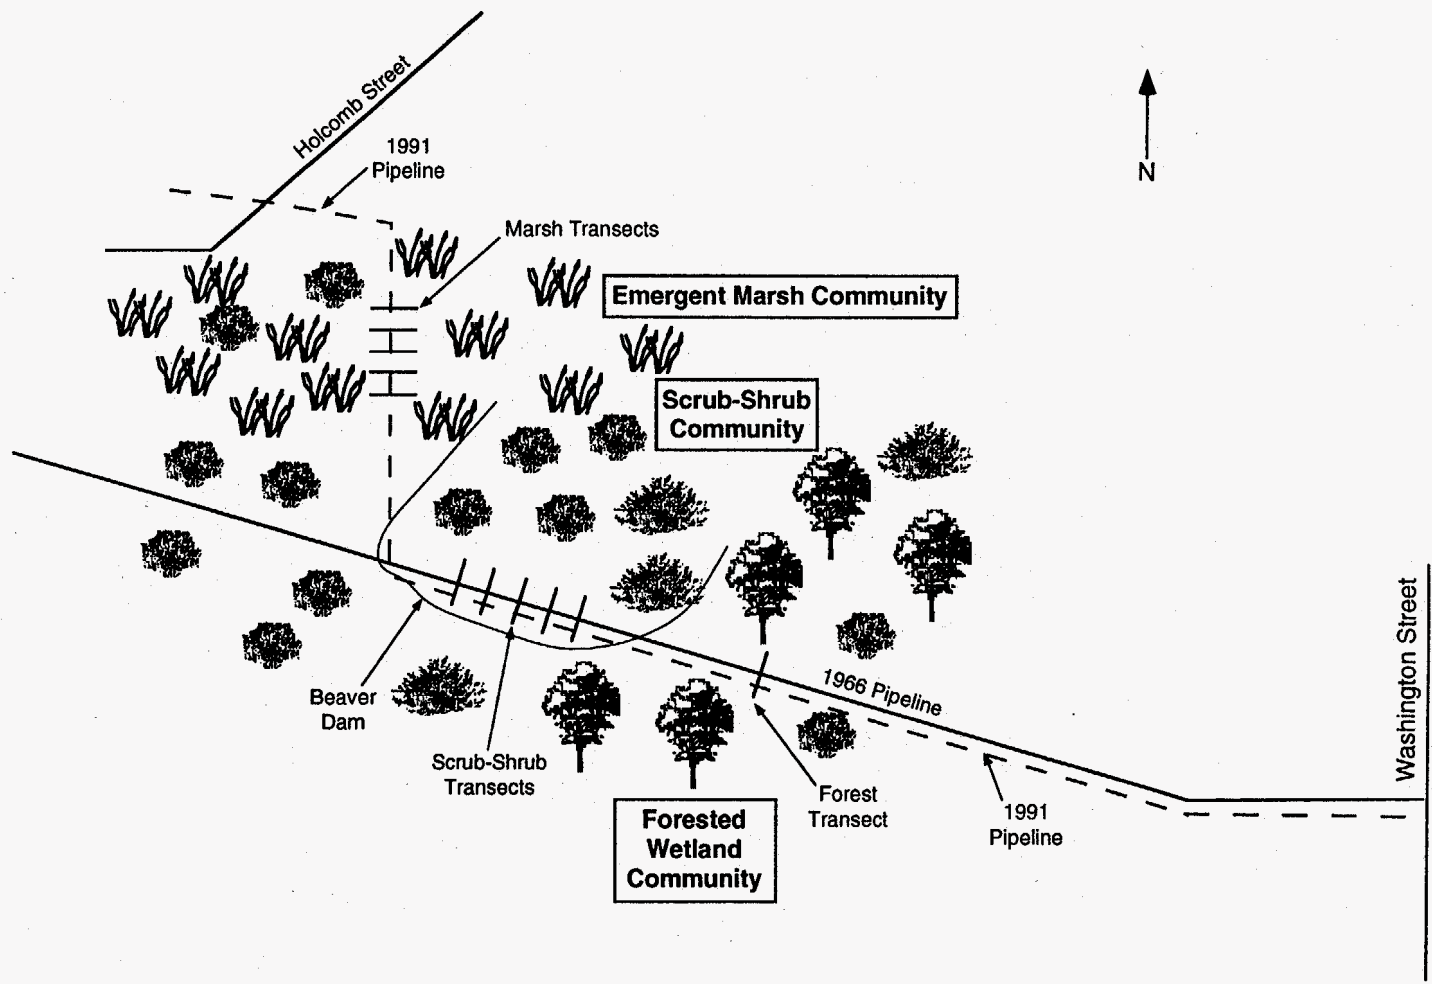 Holcomb Street
1991
Pipeline
N
Marsh Transects
Emergent Marsh Community
Scrub-Shrub
Community
Washington Street
1966 Pipeline
Beaver
Dam
Scrub-Shrub
Transects
Forest
Transect
1991
Pipeline
Forested
Wetland
Community